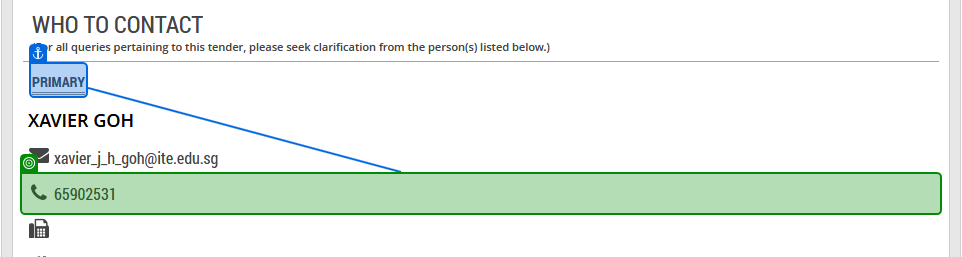 WHO TO CONTACT
(For all queries pertaining to this tender, please seek clarification from the person(s) listed below.)
PRIMARY
XAVIER GOH
xavier_j_h_goh@ite.edu.sg
65902531